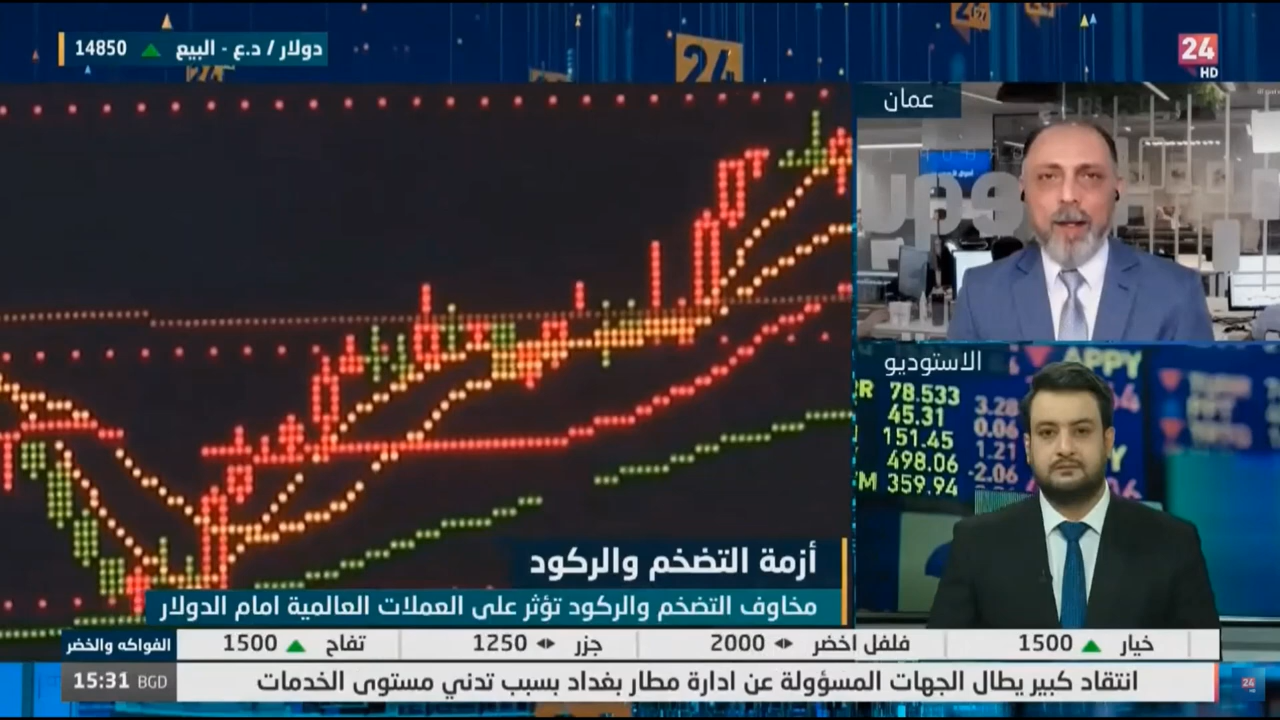 دولار / د.ع - البيع 14850
24
HD
24
عمان
الاستوديو
APPY
78.533
45.31
151.45
498.06
359.94
3.28
0.06
1.21
-2.06
أزمة التضخم والركود
مخاوف التضخم والركود تؤثر على العملات العالمية امام الدولار
خيار 1500 فلفل اخضر 2000 جزر 1250 تفاح 1500 الفواكه والخضر
انتقاد كبير يطال الجهات المسؤولة عن ادارة مطار بغداد بسبب تدني مستوى الخدمات
15:31 BGD
24